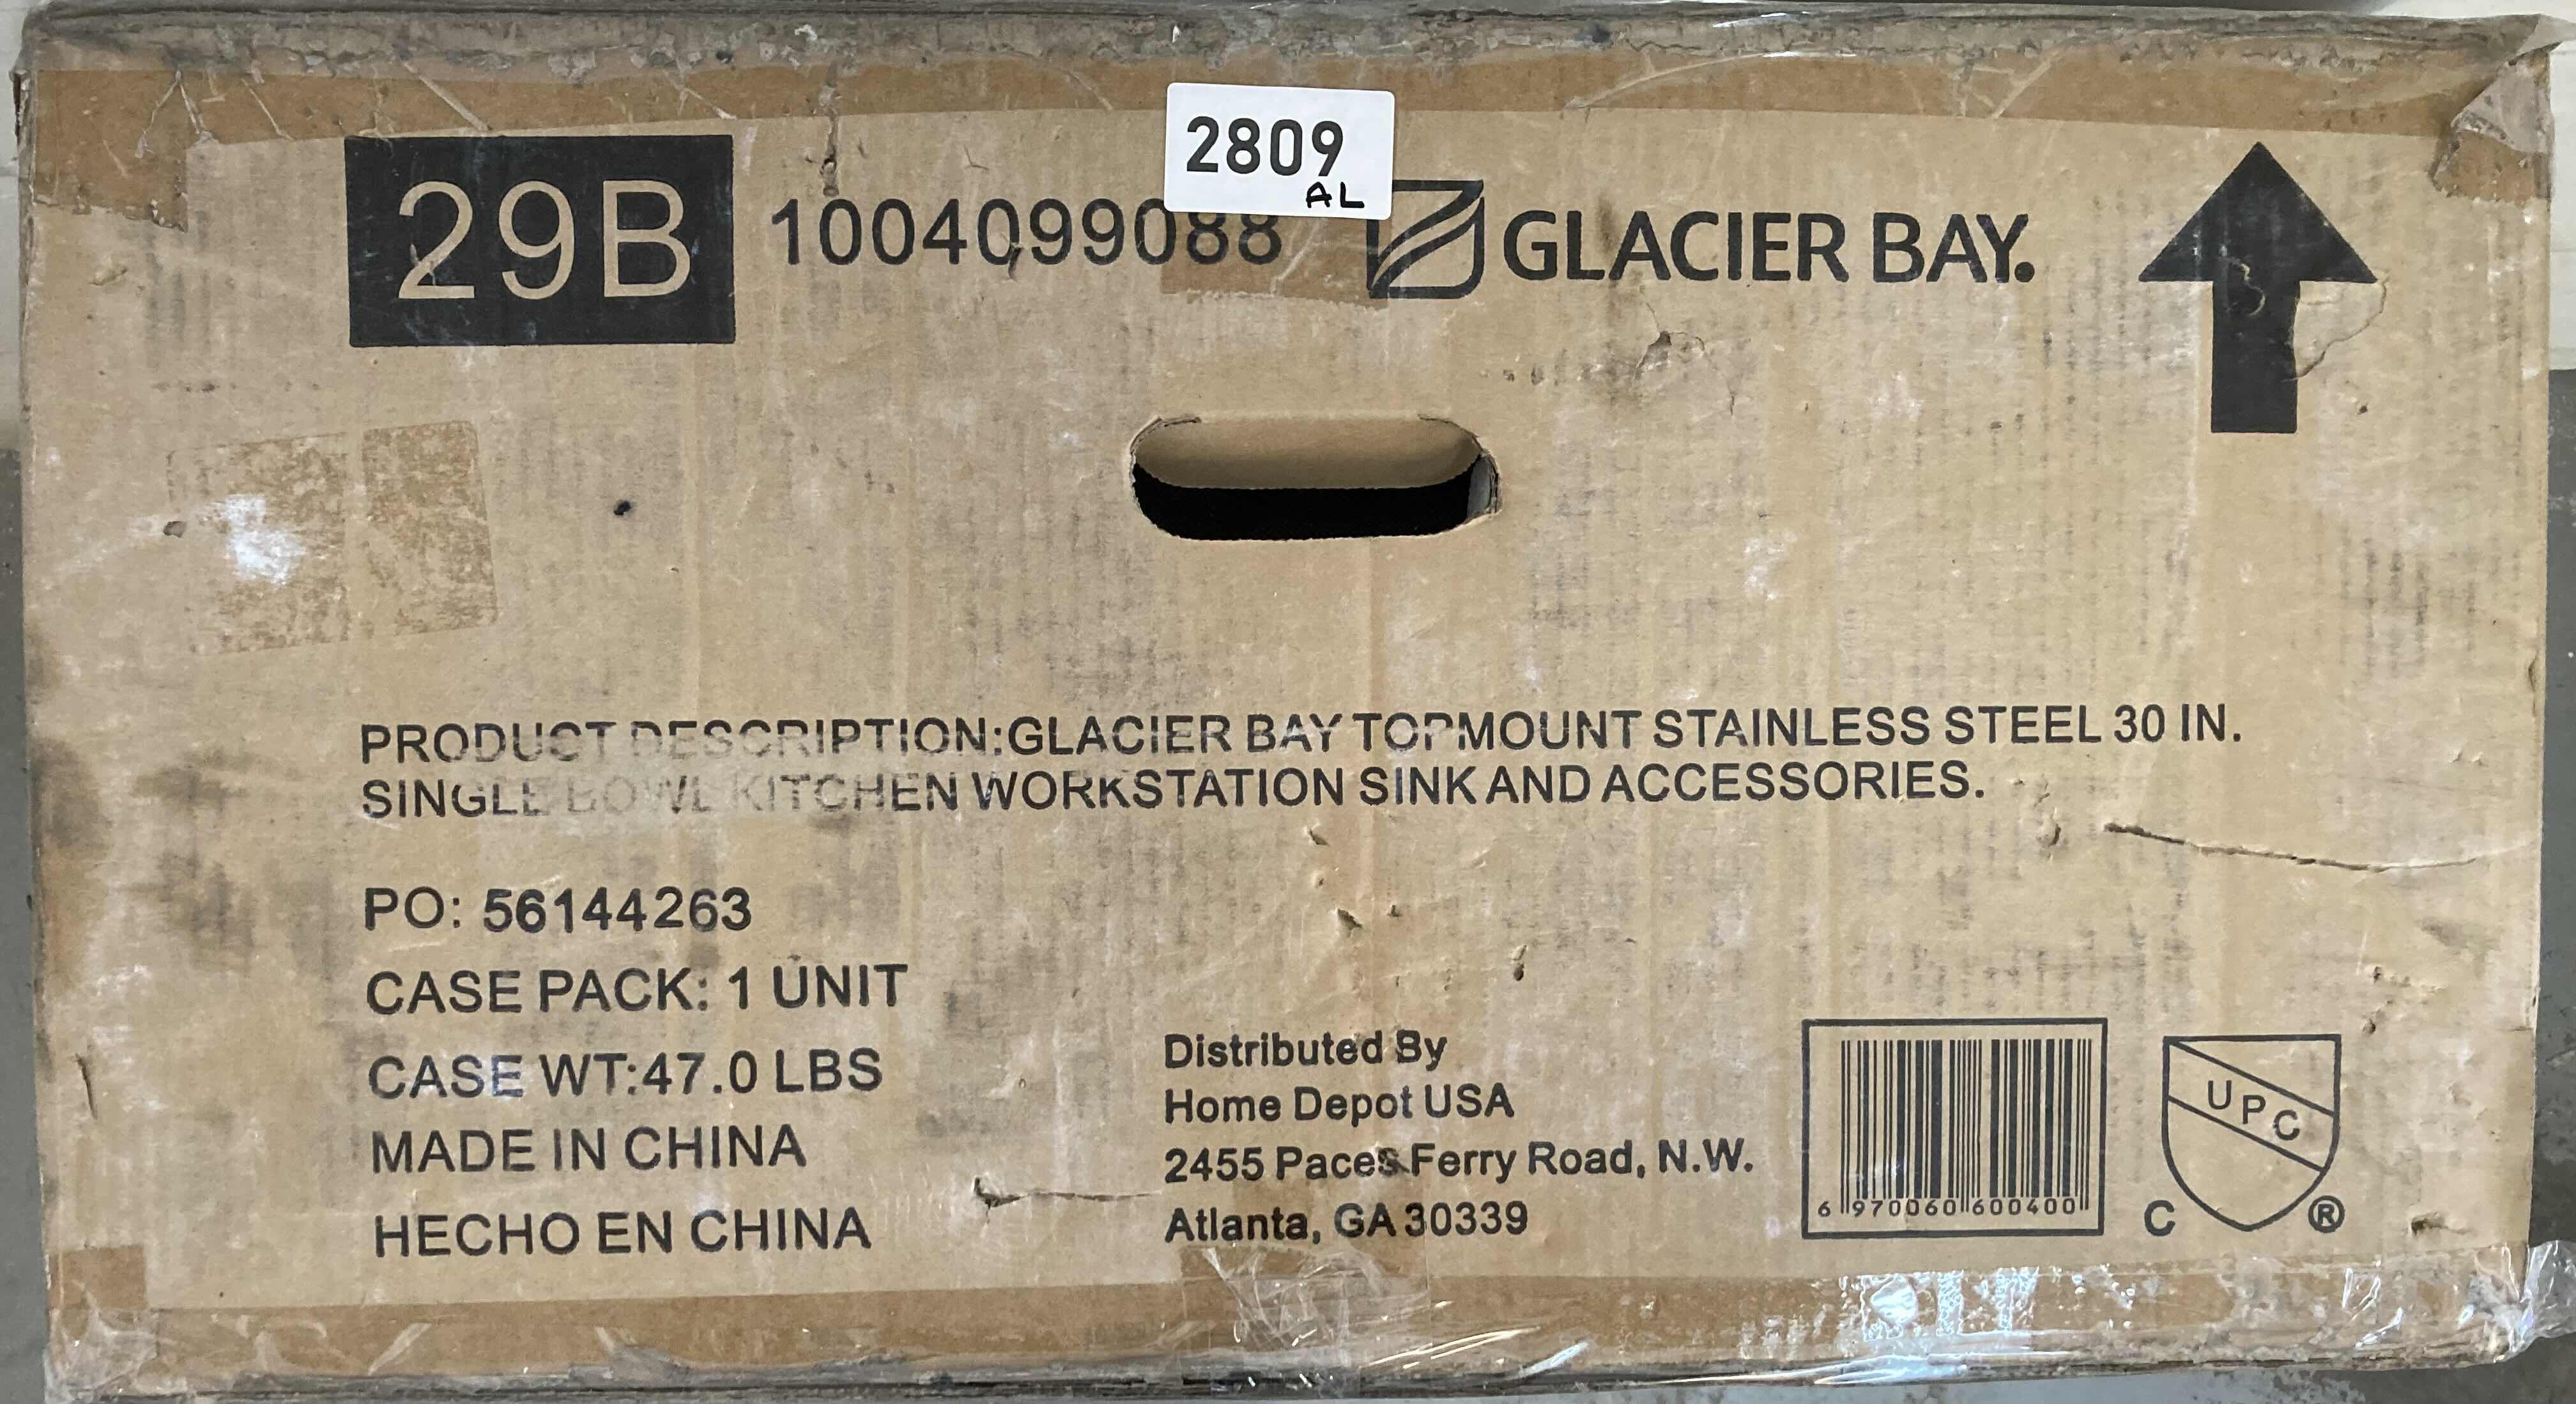 2809
AL
29B 1004099088 GLACIER BAY.
PRODUCT DESCRIPTION:GLACIER BAY TOPMOUNT STAINLESS STEEL 30 IN.
SINGLE BOWL KITCHEN WORKSTATION SINK AND ACCESSORIES.
PO: 56144263
CASE PACK: 1 UNIT
CASE WT:47.0 LBS
MADE IN CHINA
HECHO EN CHINA
Distributed By
Home Depot USA
2455 Paces Ferry Road, N.W.
Atlanta, GA 30339
6 970060 600400
UPC
C ®